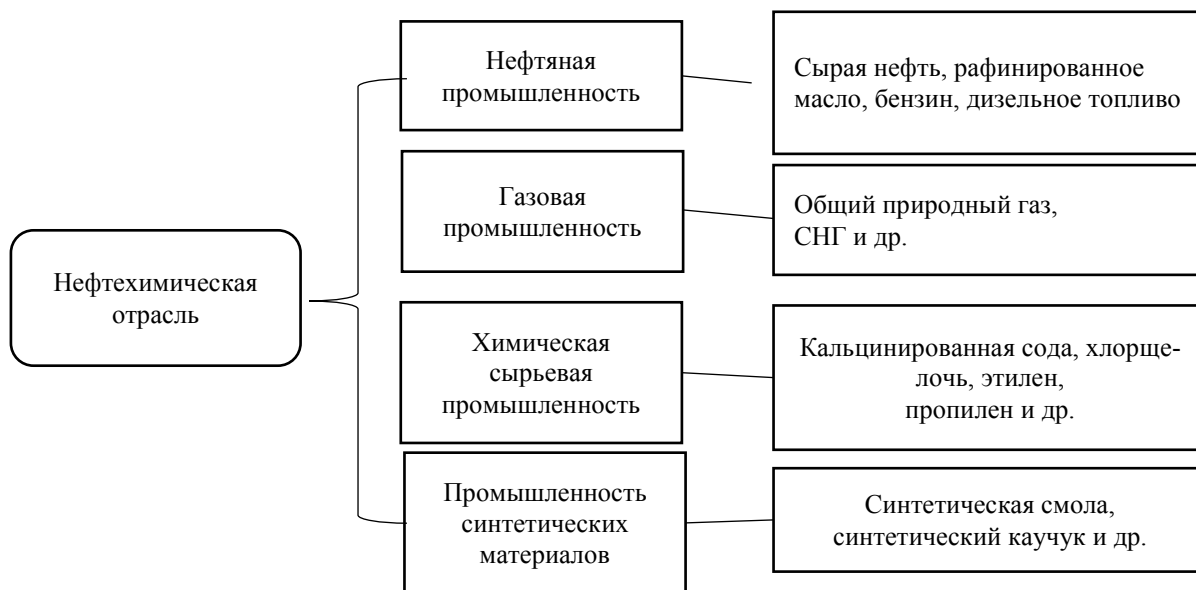 Нефтехимическая
отрасль
Нефтяная
промышленность
Сырая нефть, рафинированное
масло, бензин, дизельное топливо
Газовая
промышленность
Общий природный газ,
СНГ и др.
Химическая
сырьевая
промышленность
Кальцинированная сода, хлорще-
лочь, этилен,
пропилен и др.
Промышленность
синтетических
материалов
Синтетическая смола,
синтетический каучук и др.